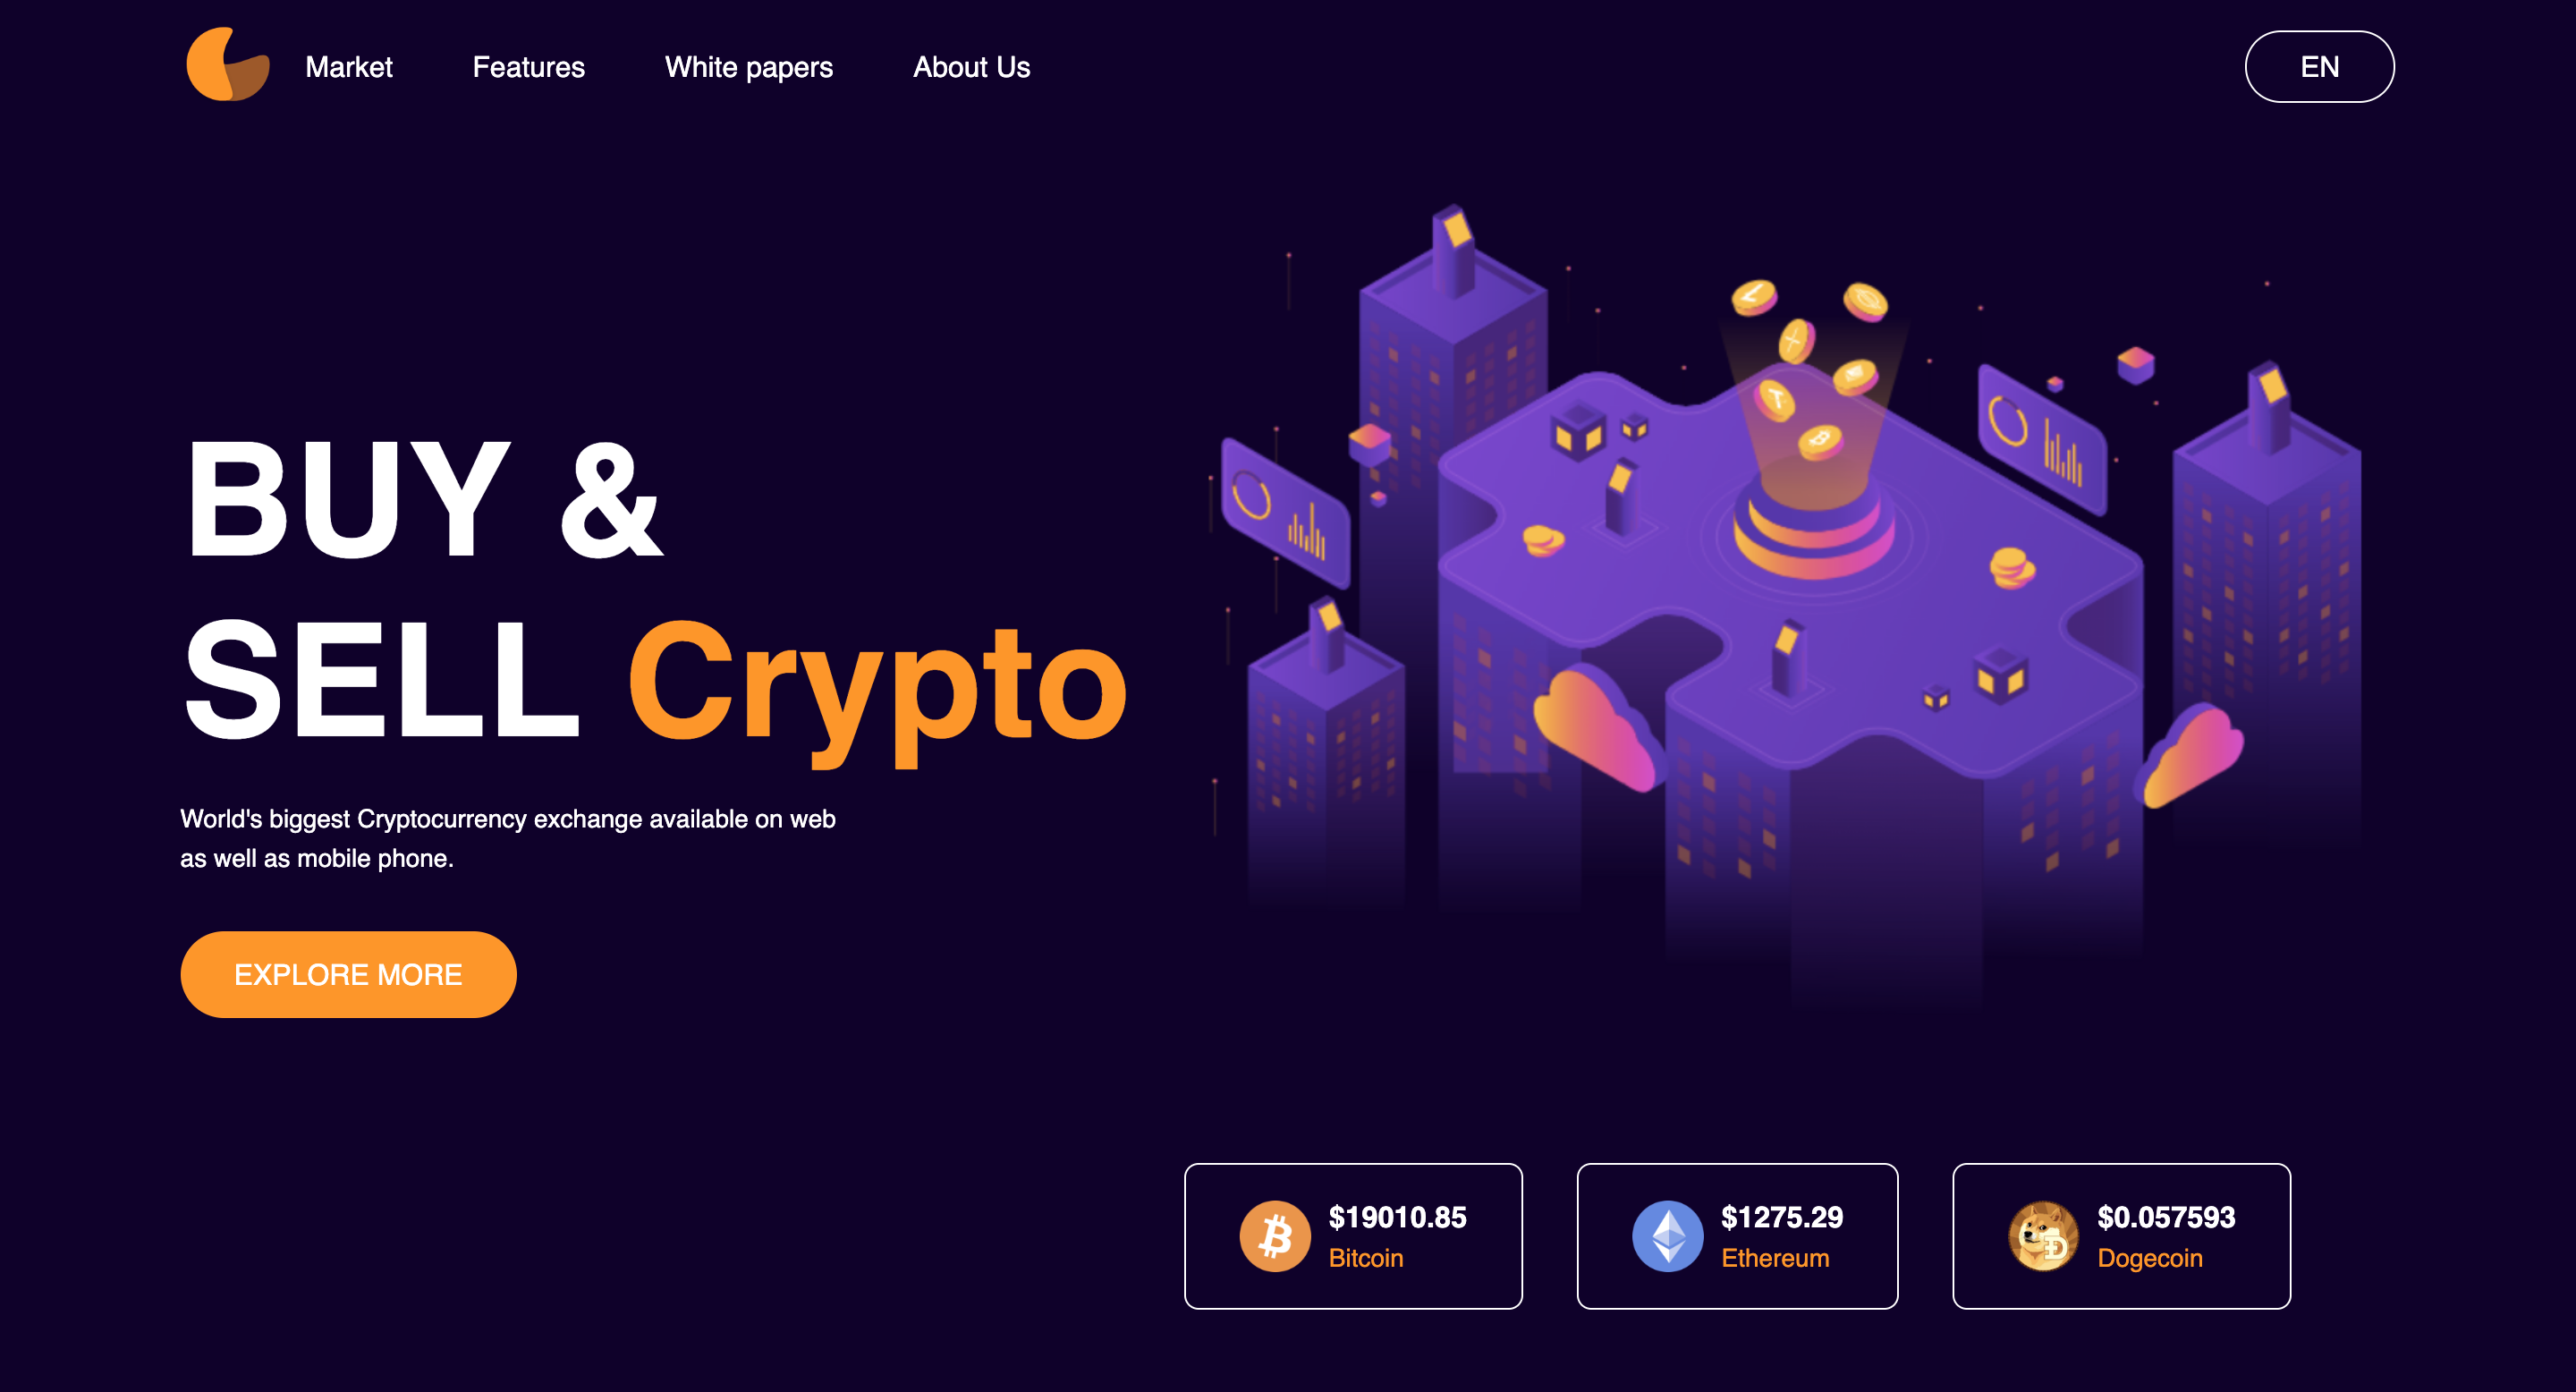 Market
Features
White papers
About Us
EN
BUY &
SELL Crypto
World's biggest Cryptocurrency exchange available on web
as well as mobile phone.
EXPLORE MORE
$19010.85
Bitcoin
$1275.29
Ethereum
$0.057593
Dogecoin